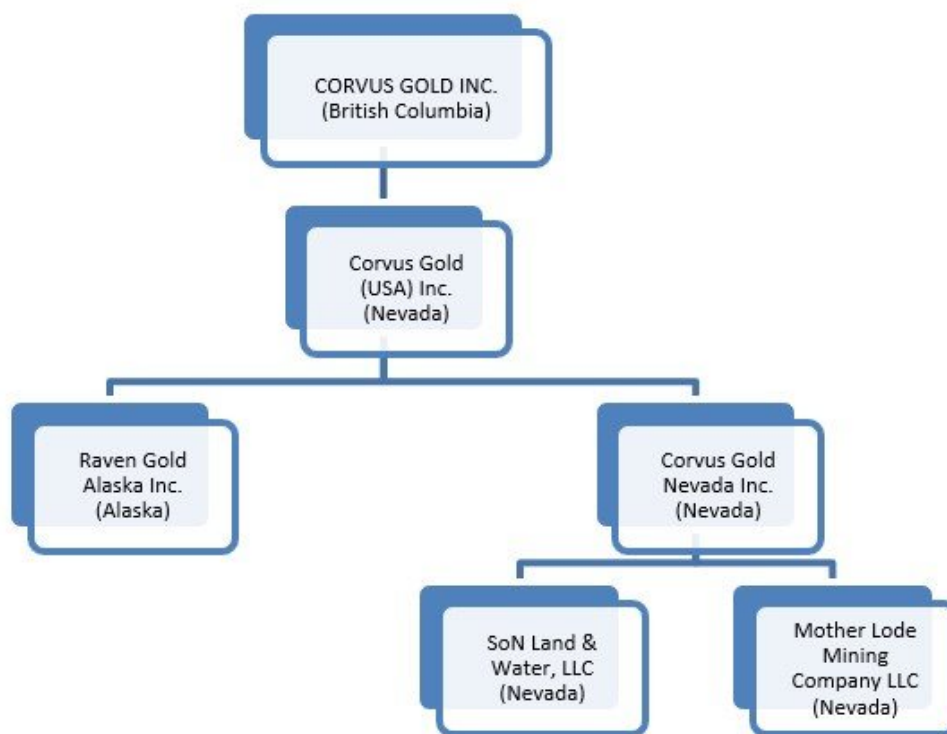 CORVUS GOLD INC.
(British Columbia)
Corvus Gold
(USA) Inc.
(Nevada)
Raven Gold
Alaska Inc.
(Alaska)
Corvus Gold
Nevada Inc.
(Nevada)
SoN Land &
Water, LLC
(Nevada)
Mother Lode
Mining
Company LLC
(Nevada)